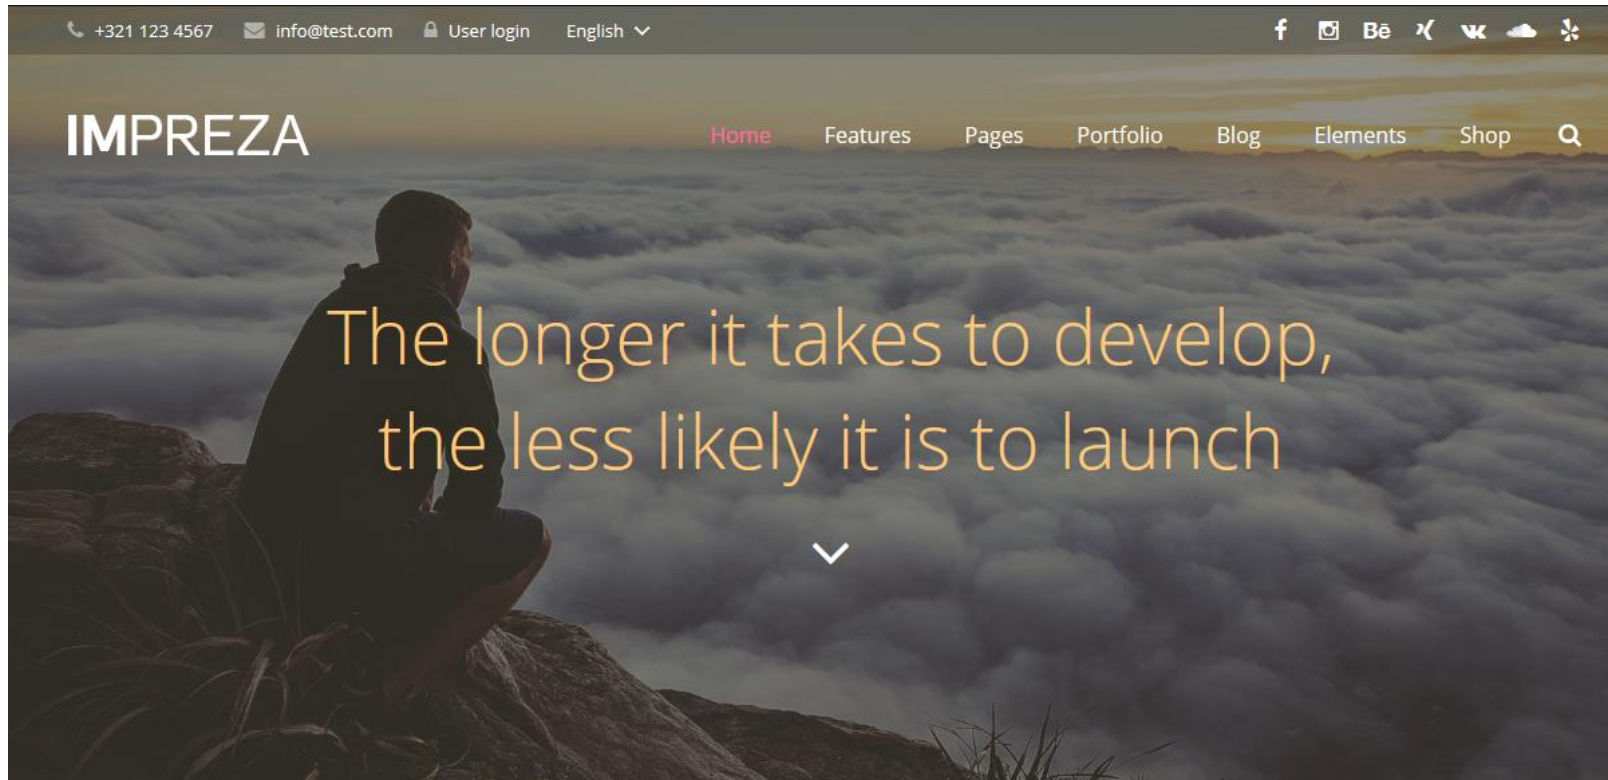 +321 123 4567 info@test.com User login English
Bē
IMPREZA
Home Features Pages Portfolio Blog Elements Shop
The longer it takes to develop,
the less likely it is to launch